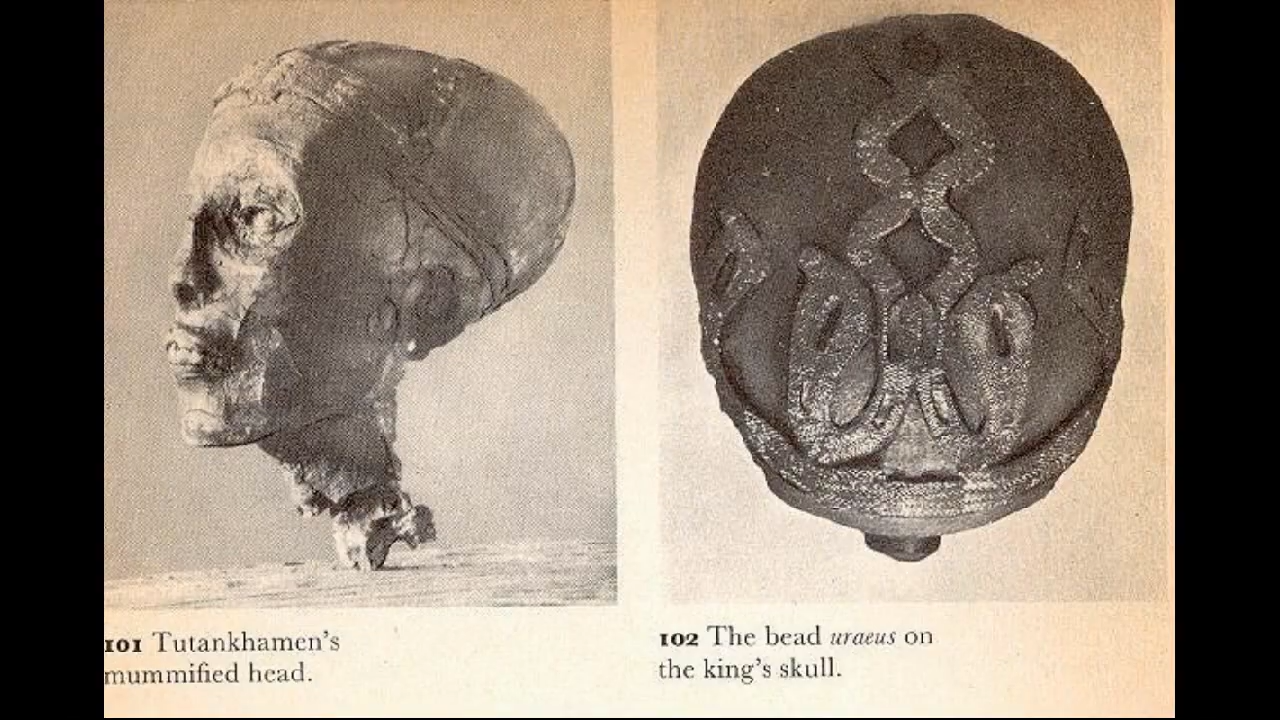 101 Tutankhamen's
mummified head.
102 The bead uraeus on
the king's skull.